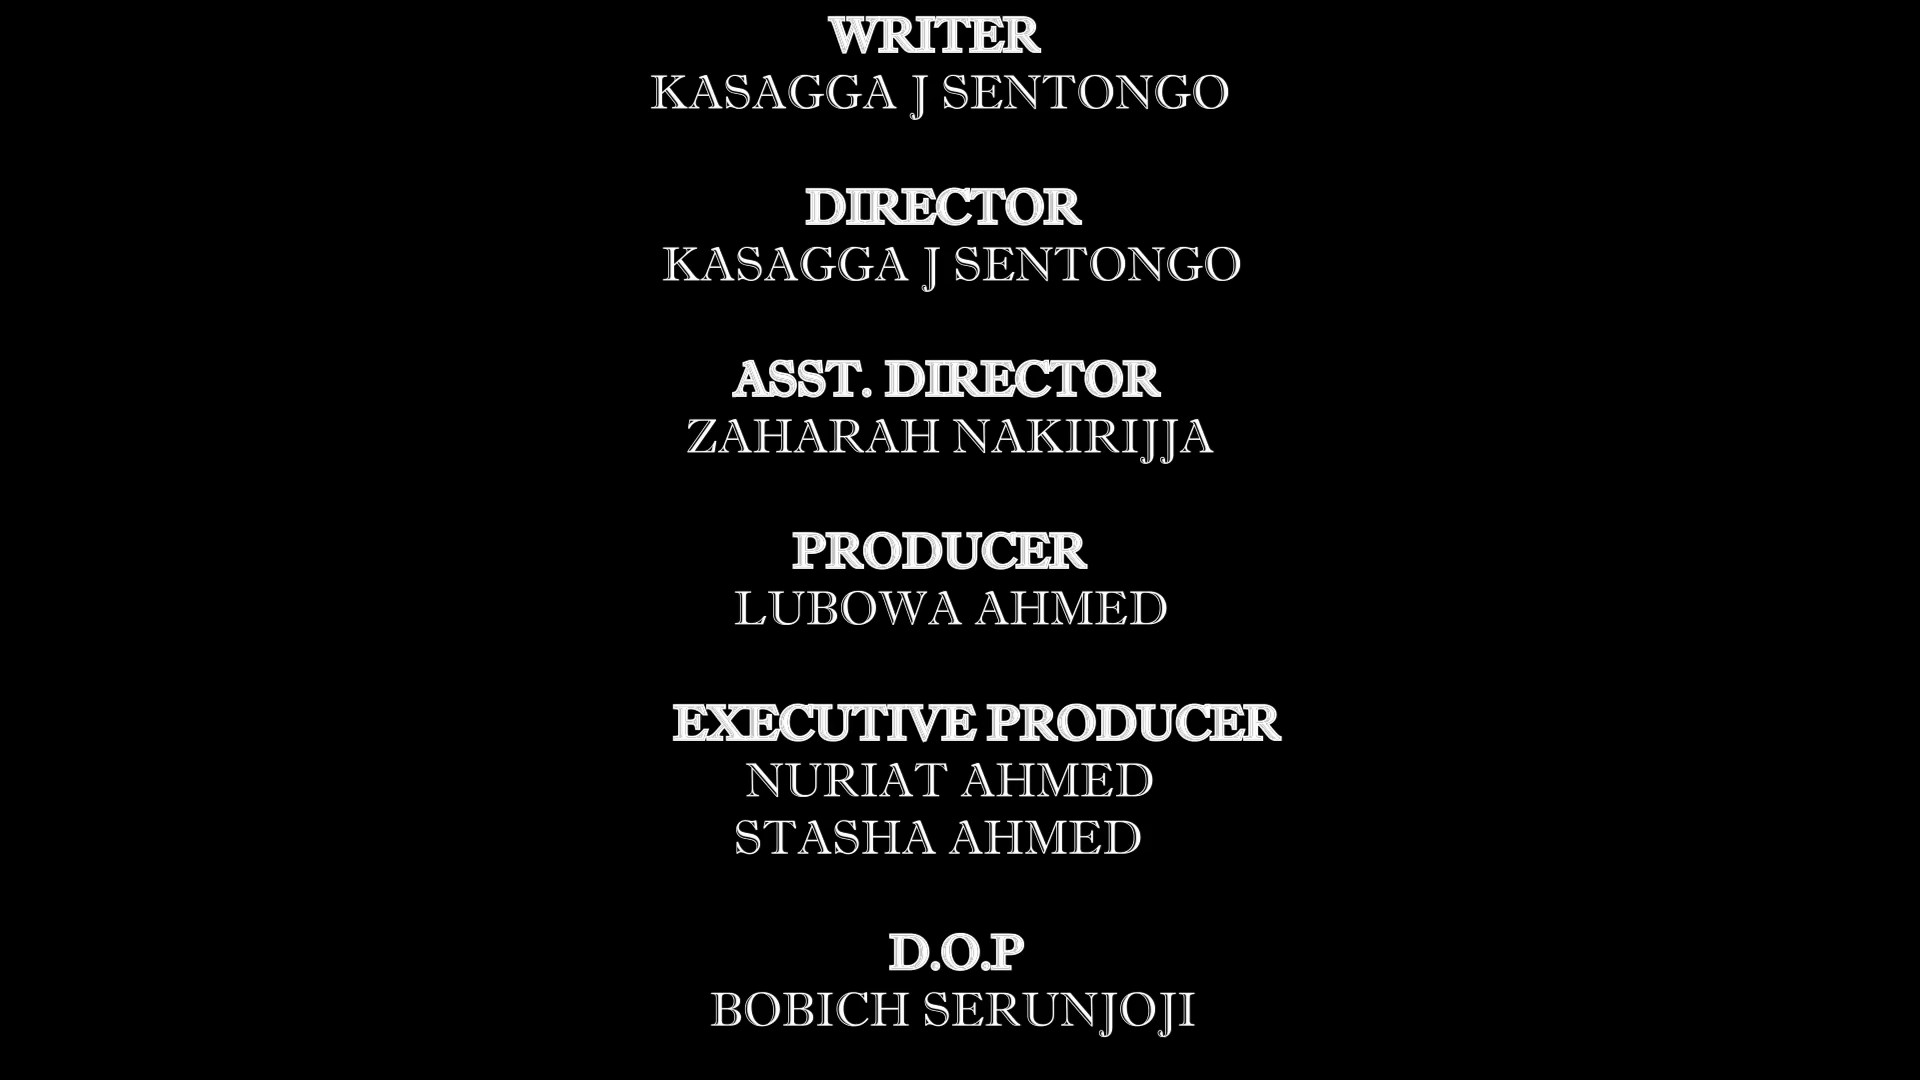 WRITER
KASAGGA J SENTONGO
DIRECTOR
KASAGGA J SENTONGO
ASST. DIRECTOR
ZAHARAH NAKIRIJJA
PRODUCER
LUBOWA AHMED
EXECUTIVE PRODUCER
NURIAT AHMED
STASHA AHMED
D.O.P
BOBICH SERUNJOJI